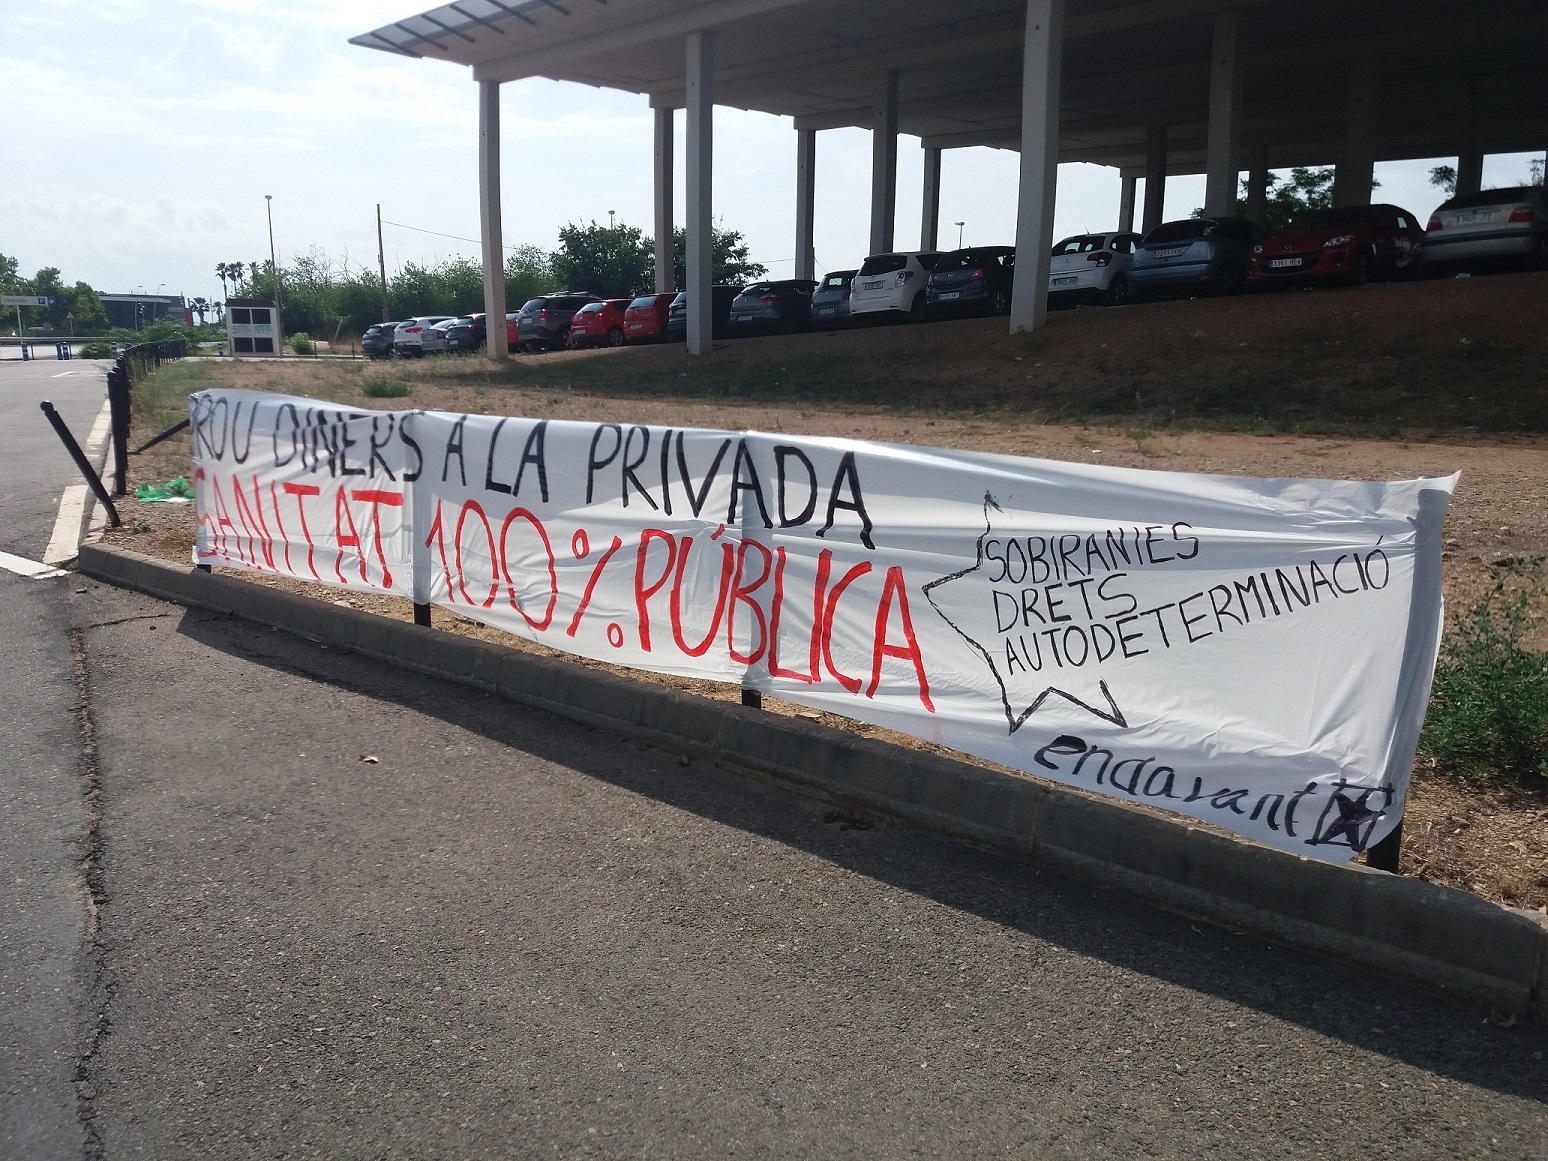 PROU DINERS A LA PRIVADA
SANITAT 100% PÚBLICA
SOBIRANIES
DRETS
AUTODETERMINACIÓ
endavant